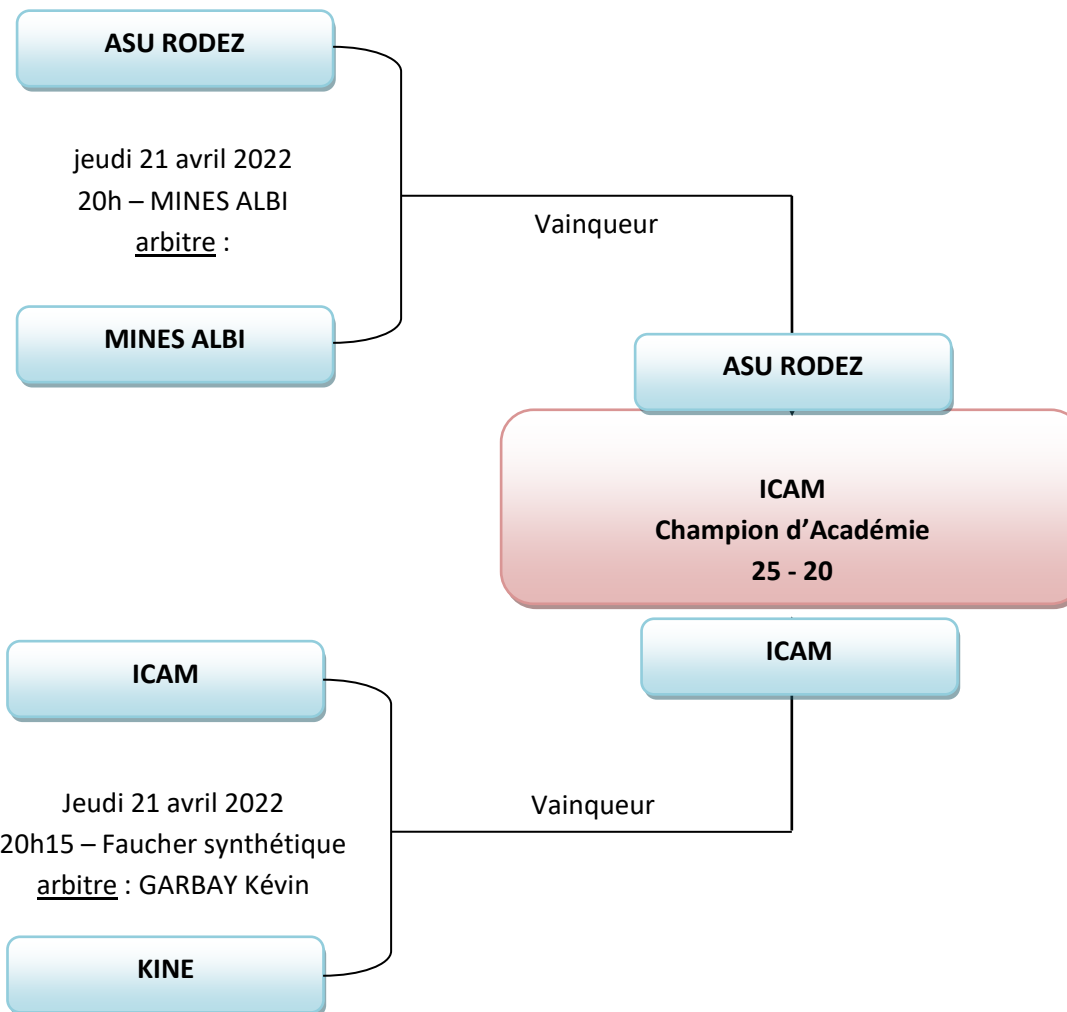 ASU RODEZ
jeudi 21 avril 2022
20h – MINES ALBI
arbitre :
Vainqueur
MINES ALBI
ASU RODEZ
ICAM
Champion d’Académie
25 - 20
ICAM
ICAM
Jeudi 21 avril 2022
20h15 – Faucher synthétique
arbitre : GARBAY Kévin
Vainqueur
KINE